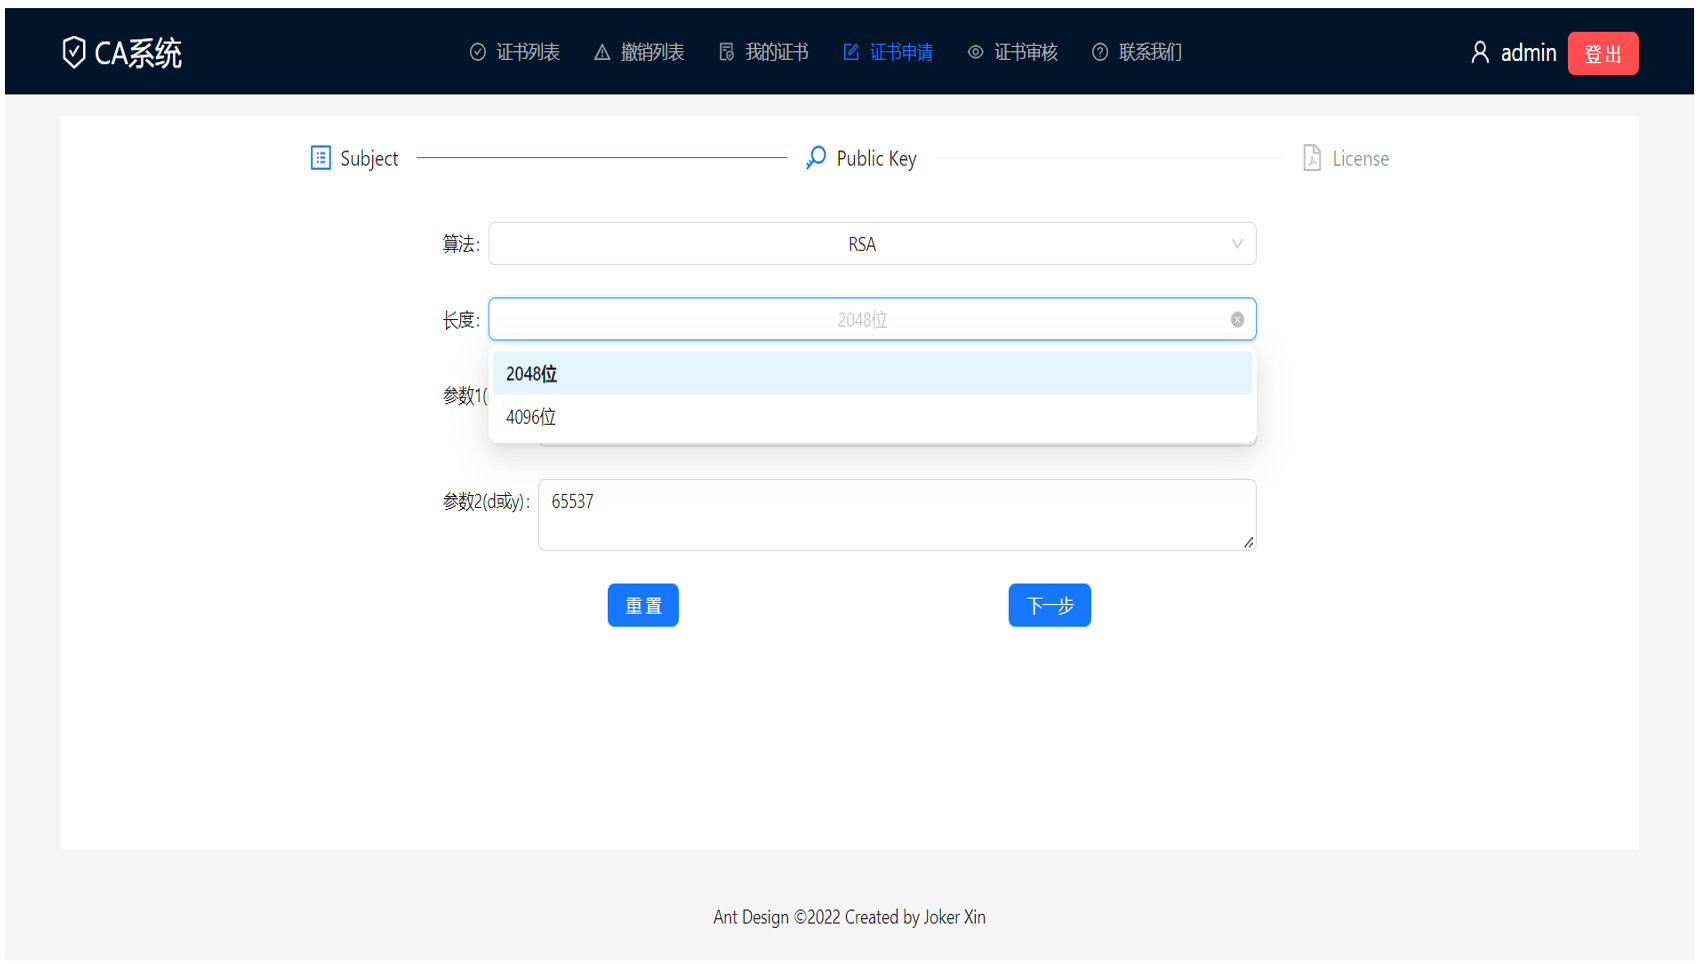 CA系统 证书列表 撤销列表 我的证书 证书申请 证书审核 联系我们 admin 登出
Subject Public Key License
算法: RSA
长度: 2048位
2048位
参数1(
4096位
参数2(d或y): 65537
重置 下一步
Ant Design ©2022 Created by Joker Xin